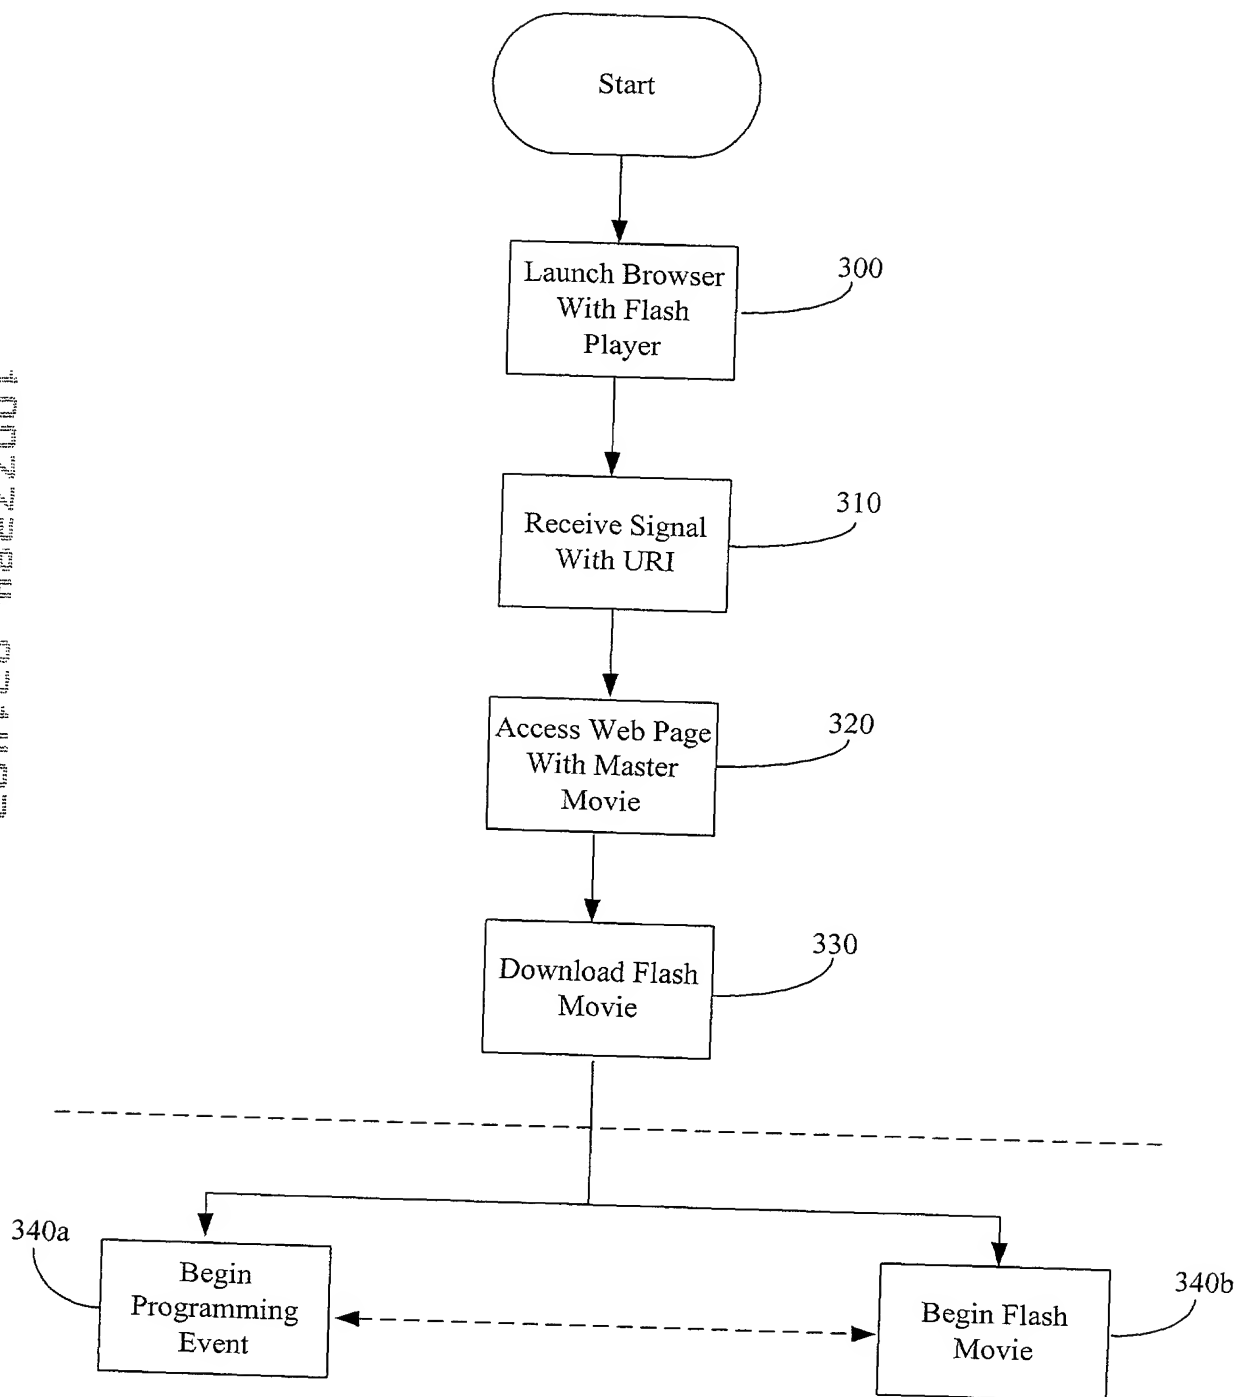 Start
Launch Browser
With Flash
Player
300
Receive Signal
With URI
310
Access Web Page
With Master
Movie
320
Download Flash
Movie
330
340a
Begin
Programming
Event
Begin Flash
Movie
340b